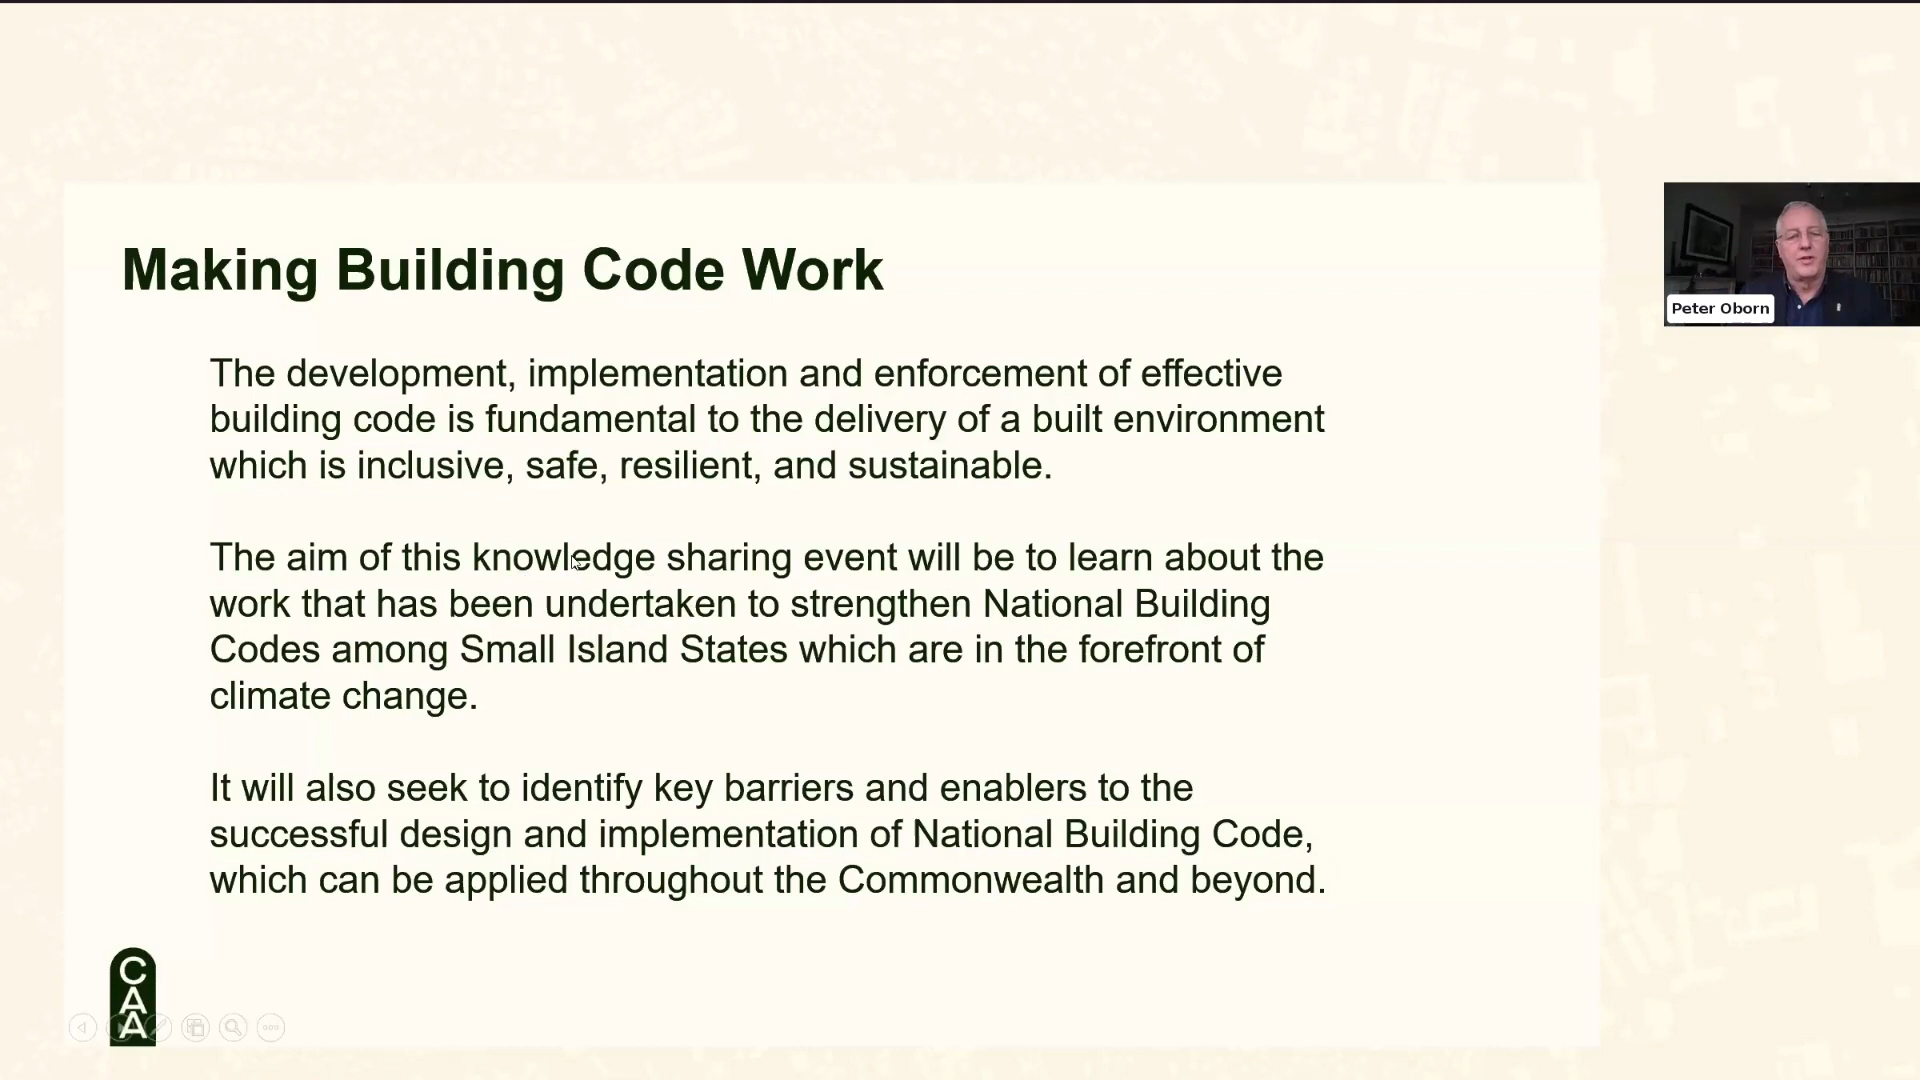 Making Building Code Work
The development, implementation and enforcement of effective
building code is fundamental to the delivery of a built environment
which is inclusive, safe, resilient, and sustainable.
The aim of this knowledge sharing event will be to learn about the
work that has been undertaken to strengthen National Building
Codes among Small Island States which are in the forefront of
climate change.
It will also seek to identify key barriers and enablers to the
successful design and implementation of National Building Code,
which can be applied throughout the Commonwealth and beyond.
CAA
Peter Oborn